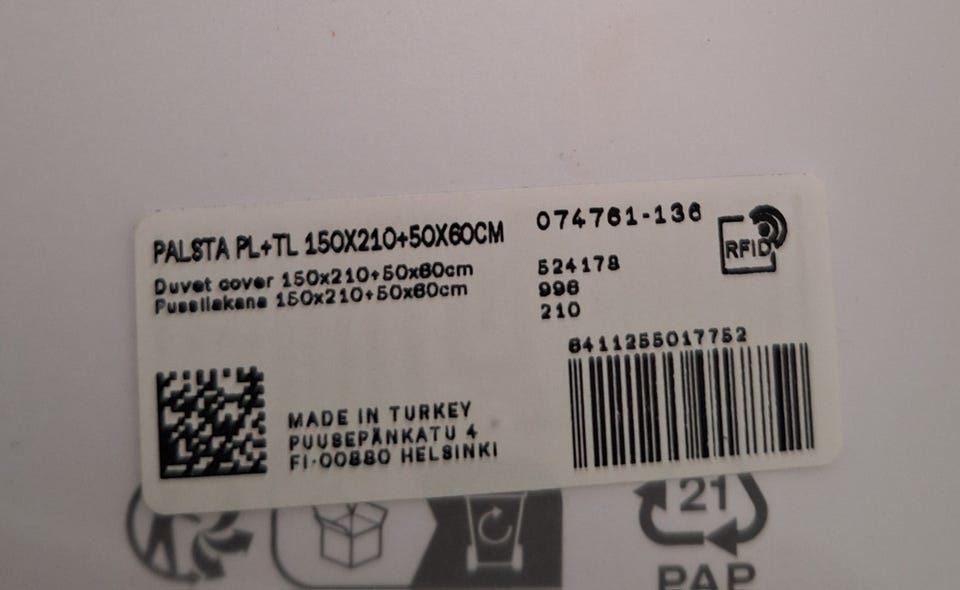 PALSTA PL+TL 150X210+50X60CM
Duvet cover 150x210+50x60cm
Pussilakana 150x210+50x60cm
074761-136
524178
996
210
RFID
6411255017752
MADE IN TURKEY
PUUSEPÄNKATU 4
FI-00880 HELSINKI
21
PAP